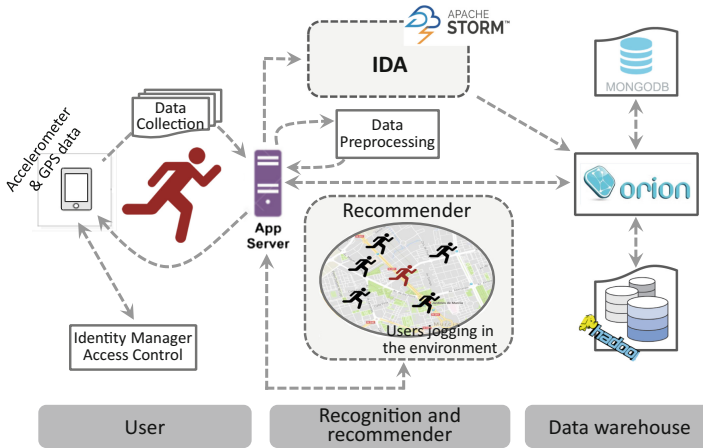 APACHE
STORM™
IDA
MONGODB
Data
Collection
Data
Preprocessing
Accelerometer
& GPS data
orion
App
Server
Recommender
Users jogging in
the environment
Identity Manager
Access Control
hadoop
User
Recognition and
recommender
Data warehouse